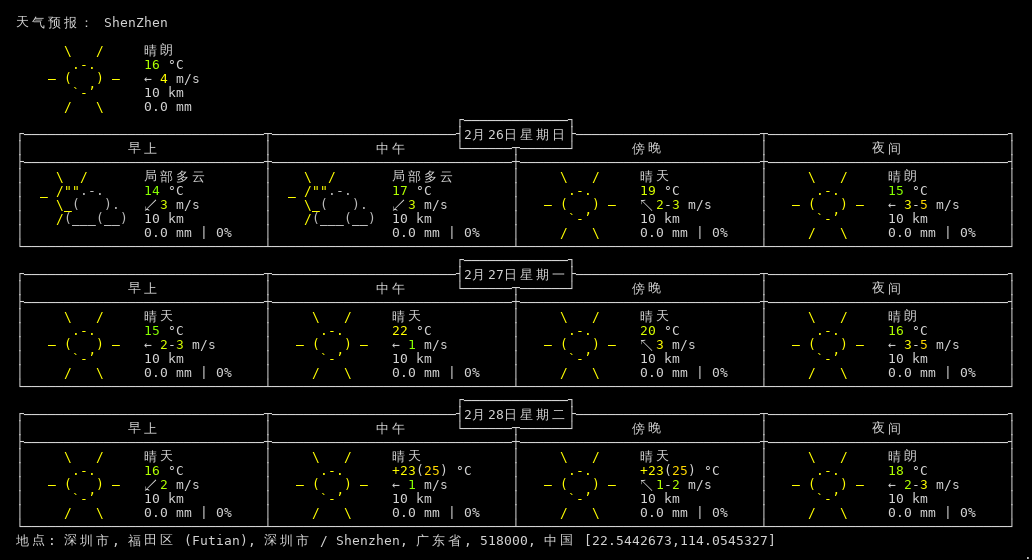 天气预报： ShenZhen
晴朗
16 °C
← 4 m/s
10 km
0.0 mm
2月26日星期日
早上 中午 傍晚 夜间
局部多云 局部多云 晴天 晴朗
14 °C 17 °C 19 °C 15 °C
↙3 m/s ↙3 m/s ↖2-3 m/s ← 3-5 m/s
10 km 10 km 10 km 10 km
0.0 mm | 0% 0.0 mm | 0% 0.0 mm | 0% 0.0 mm | 0%
2月27日星期一
早上 中午 傍晚 夜间
晴天 晴天 晴天 晴朗
15 °C 22 °C 20 °C 16 °C
← 2-3 m/s ← 1 m/s ↖3 m/s ← 3-5 m/s
10 km 10 km 10 km 10 km
0.0 mm | 0% 0.0 mm | 0% 0.0 mm | 0% 0.0 mm | 0%
2月28日星期二
早上 中午 傍晚 夜间
晴天 晴天 晴天 晴朗
16 °C +23(25) °C +23(25) °C 18 °C
↙2 m/s ← 1 m/s ↖1-2 m/s ← 2-3 m/s
10 km 10 km 10 km 10 km
0.0 mm | 0% 0.0 mm | 0% 0.0 mm | 0% 0.0 mm | 0%
地点: 深圳市, 福田区 (Futian), 深圳市 / Shenzhen, 广东省, 518000, 中国 [22.5442673,114.0545327]